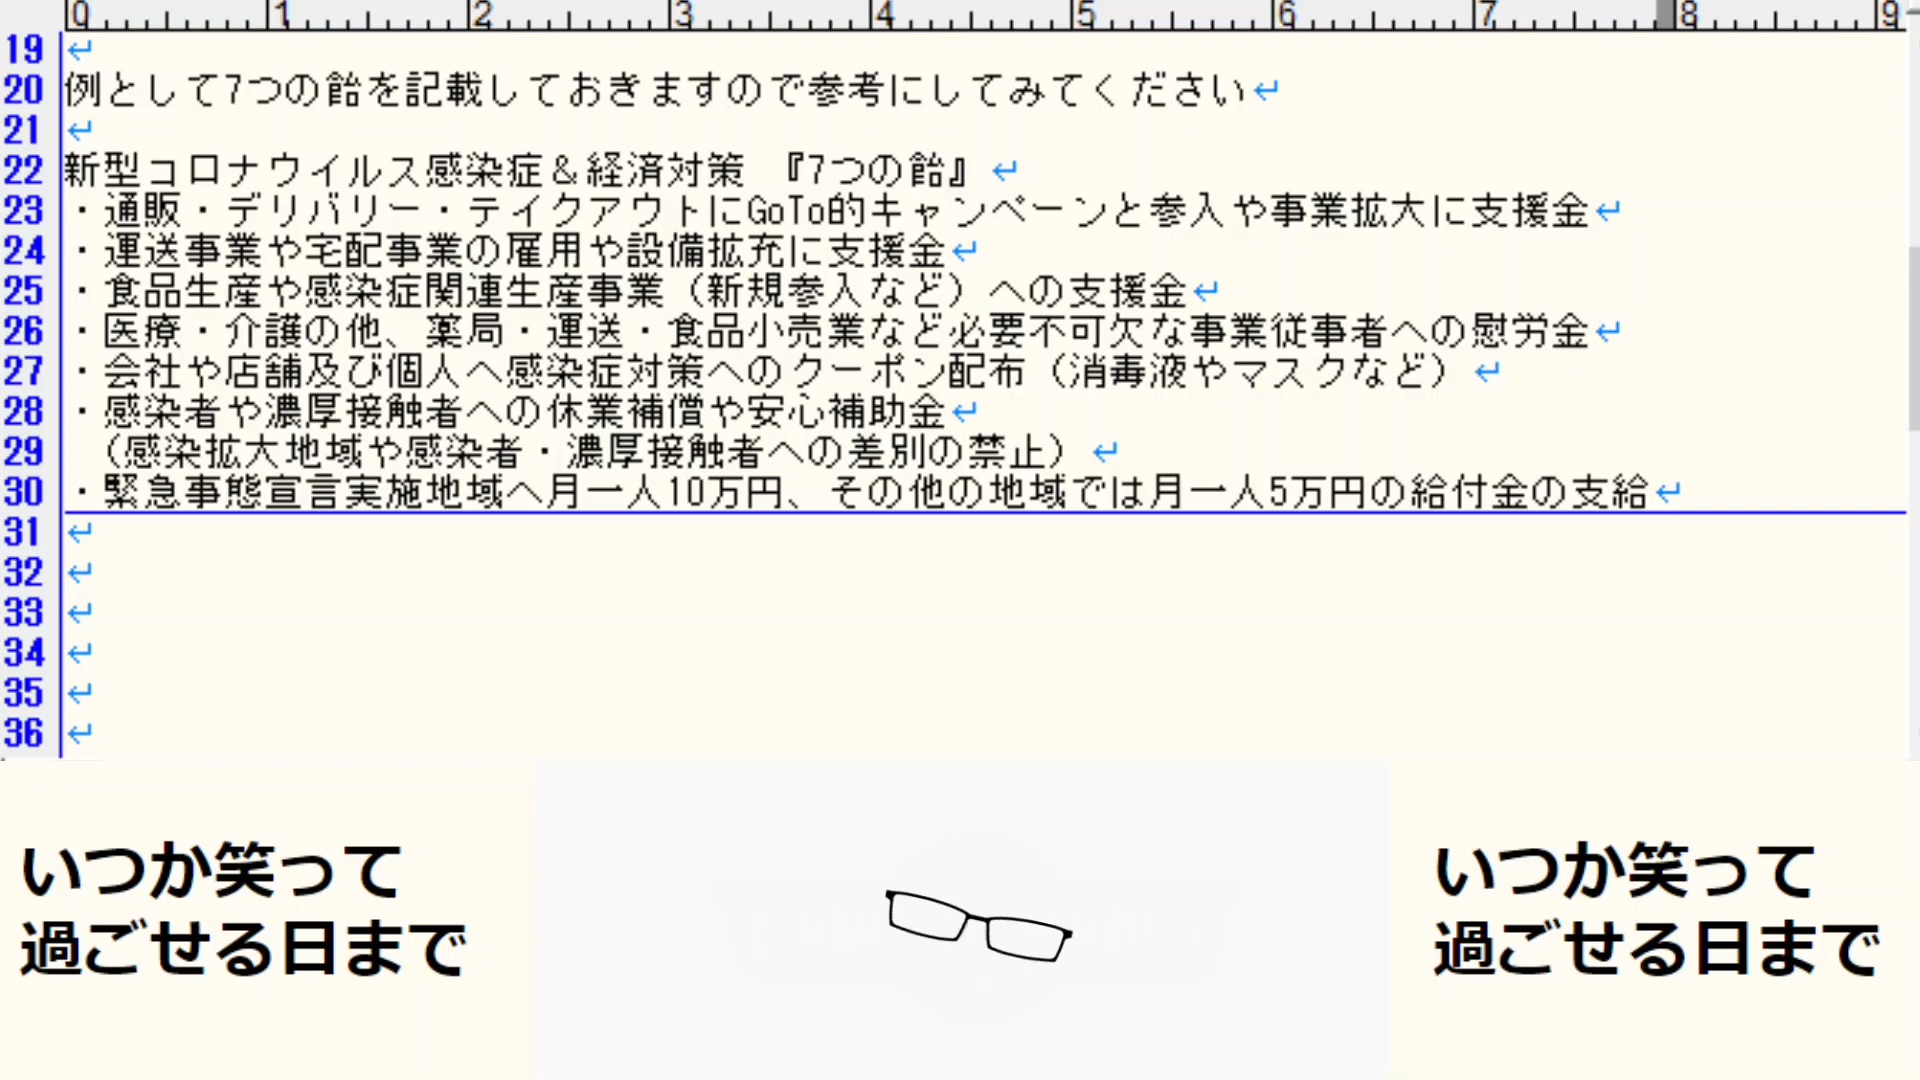 0 1 2 3 4 5 6 7 8 9
19
20 例として7つの飴を記載しておきますので参考にしてみてください
21
22 新型コロナウイルス感染症＆経済対策　『7つの飴』
23 ・通販・デリバリー・テイクアウトにGoTo的キャンペーンと参入や事業拡大に支援金
24 ・運送事業や宅配事業の雇用や設備拡充に支援金
25 ・食品生産や感染症関連生産事業（新規参入など）への支援金
26 ・医療・介護の他、薬局・運送・食品小売業など必要不可欠な事業従事者への慰労金
27 ・会社や店舗及び個人へ感染症対策へのクーポン配布（消毒液やマスクなど）
28 ・感染者や濃厚接触者への休業補償や安心補助金
29 （感染拡大地域や感染者・濃厚接触者への差別の禁止）
30 ・緊急事態宣言実施地域へ月一人10万円、その他の地域では月一人5万円の給付金の支給
31
32
33
34
35
36
いつか笑って
過ごせる日まで
いつか笑って
過ごせる日まで